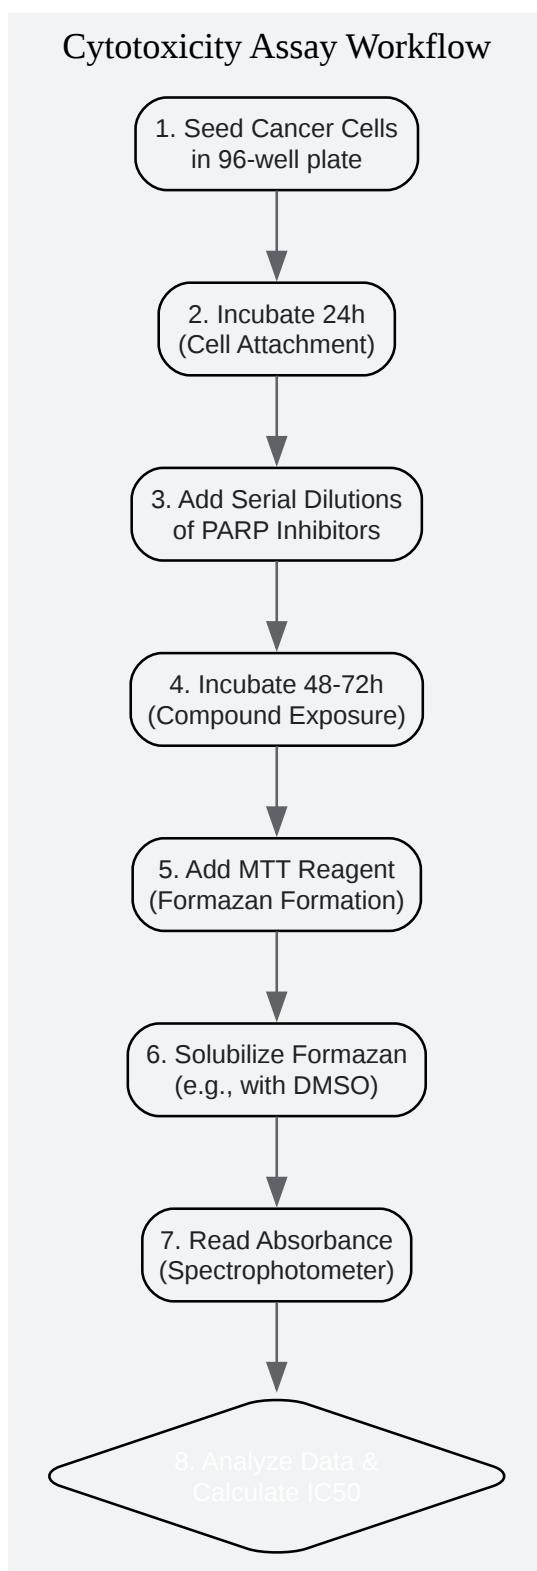 Cytotoxicity Assay Workflow
1. Seed Cancer Cells
in 96-well plate
2. Incubate 24h
(Cell Attachment)
3. Add Serial Dilutions
of PARP Inhibitors
4. Incubate 48-72h
(Compound Exposure)
5. Add MTT Reagent
(Formazan Formation)
6. Solubilize Formazan
(e.g., with DMSO)
7. Read Absorbance
(Spectrophotometer)
8. Analyze Data &
Calculate IC50